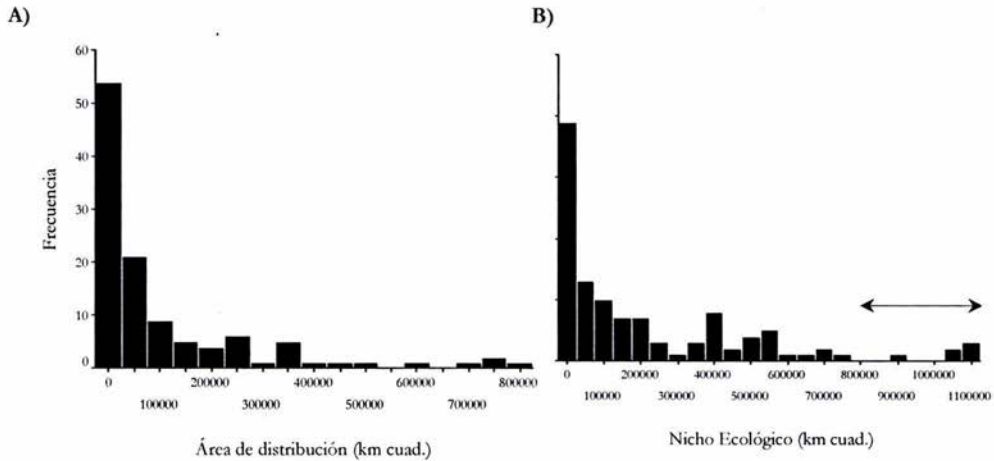 A)
60
50
40
30
20
10
0
Frecuencia
0 200000 400000 600000 800000
100000 300000 500000 700000
Área de distribución (km cuad.)
B)
0 200000 400000 600000 800000 1000000
100000 300000 500000 700000 900000 1100000
Nicho Ecológico (km cuad.)